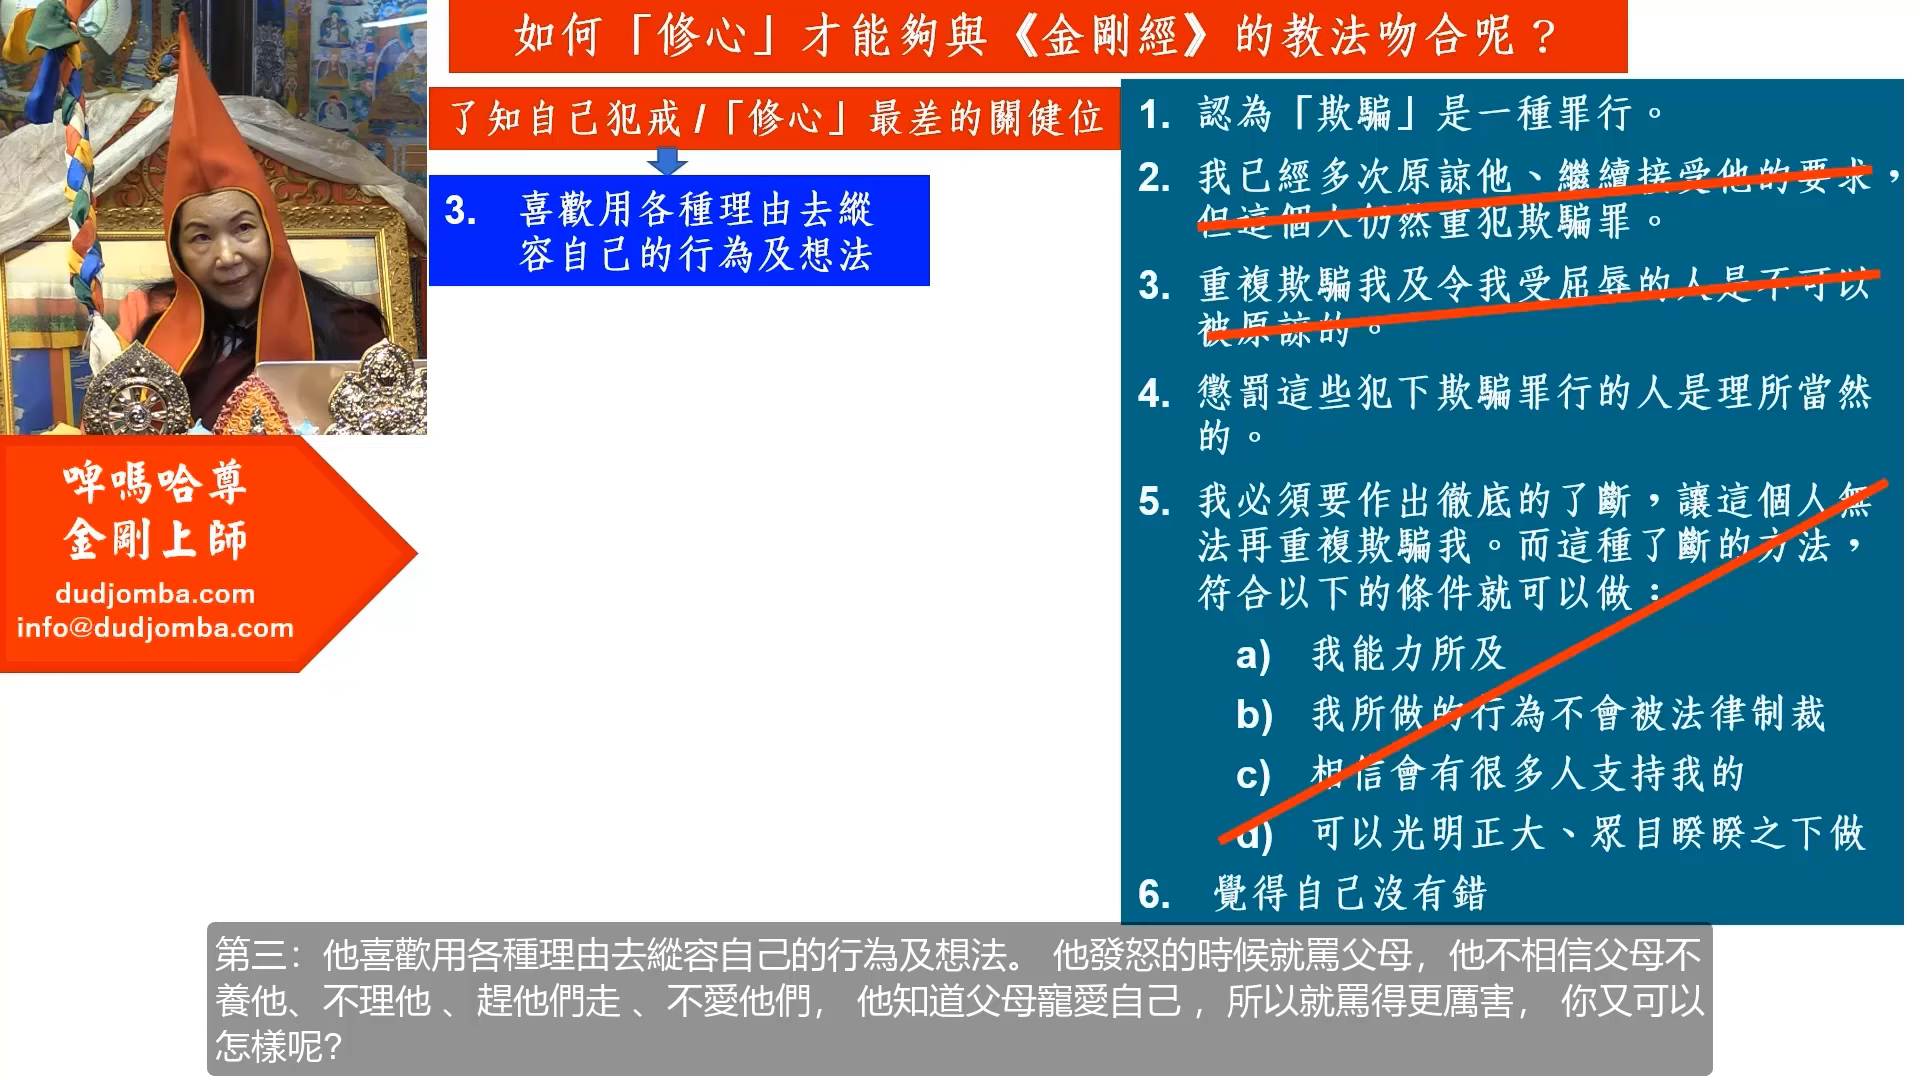 如何「修心」才能夠與《金剛經》的教法吻合呢？
了知自己犯戒 /「修心」最差的關健位
3. 喜歡用各種理由去縱
容自己的行為及想法
1. 認為「欺騙」是一種罪行。
2. 我已經多次原諒他、繼續接受他的要求，
但這個人仍然重犯欺騙罪。
3. 重複欺騙我及令我受屈辱的人是不可以
被原諒的。
4. 懲罰這些犯下欺騙罪行的人是理所當然
的。
5. 我必須要作出徹底的了斷，讓這個人無
法再重複欺騙我。而這種了斷的方法，
符合以下的條件就可以做：
a) 我能力所及
b) 我所做的行為不會被法律制裁
c) 相信會有很多人支持我的
d) 可以光明正大、眾目睽睽之下做
6. 覺得自己沒有錯
啤嗎哈尊
金剛上師
dudjomba.com
info@dudjomba.com
第三：他喜歡用各種理由去縱容自己的行為及想法。 他發怒的時候就罵父母，他不相信父母不
養他、不理他 、趕他們走 、不愛他們， 他知道父母寵愛自己 ，所以就罵得更厲害， 你又可以
怎樣呢?